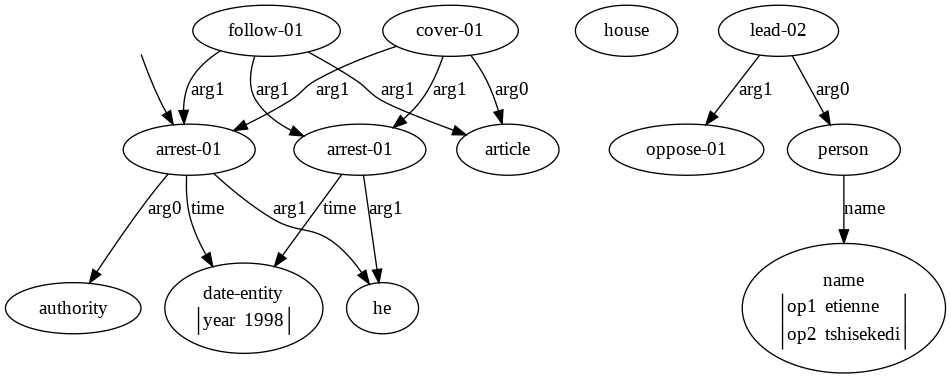 follow-01 cover-01 house lead-02
arg1 arg1 arg1 arg1 arg1 arg0 arg1 arg0
arrest-01 arrest-01 article oppose-01 person
arg0 time arg1 time arg1 name
authority
date-entity
year 1998
he
name
op1 etienne
op2 tshisekedi